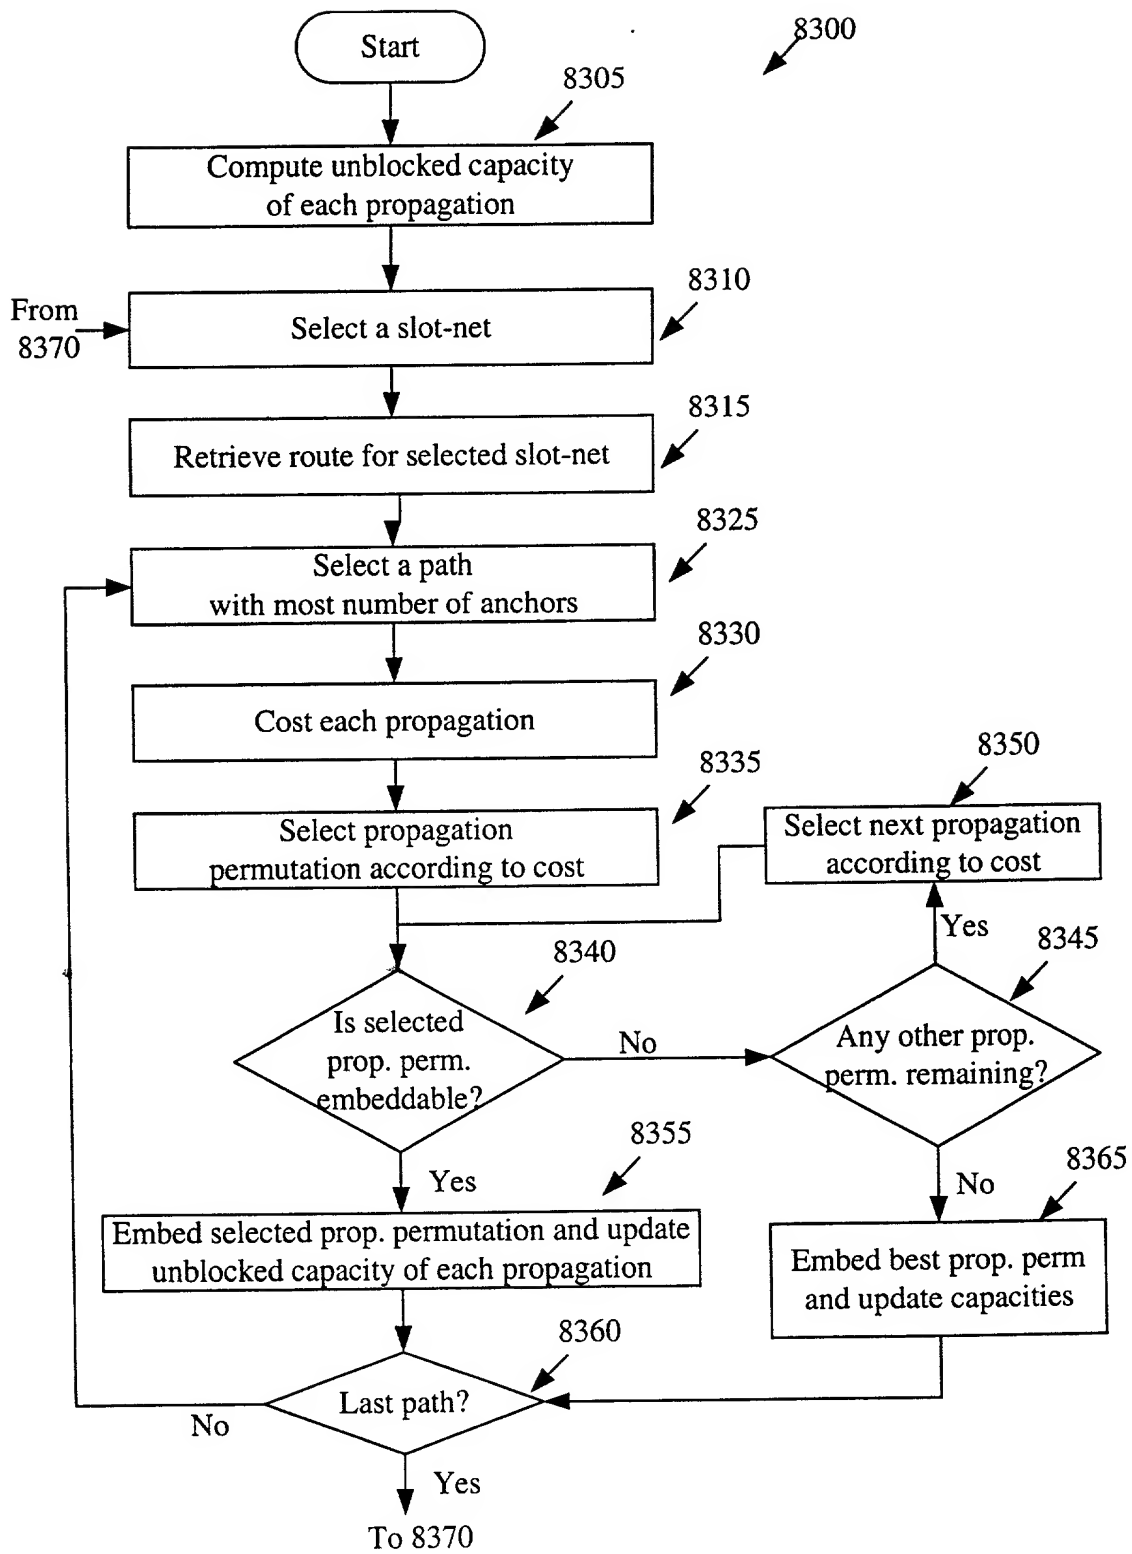 Start
8300
8305
Compute unblocked capacity
of each propagation
8310
From
8370
Select a slot-net
8315
Retrieve route for selected slot-net
8325
Select a path
with most number of anchors
8330
Cost each propagation
8335
Select propagation
permutation according to cost
8350
Select next propagation
according to cost
Yes
8345
8340
Is selected
prop. perm.
embeddable?
No
Any other prop.
perm. remaining?
8355
Yes
No
8365
Embed selected prop. permutation and update
unblocked capacity of each propagation
Embed best prop. perm
and update capacities
8360
Last path?
No
Yes
To 8370